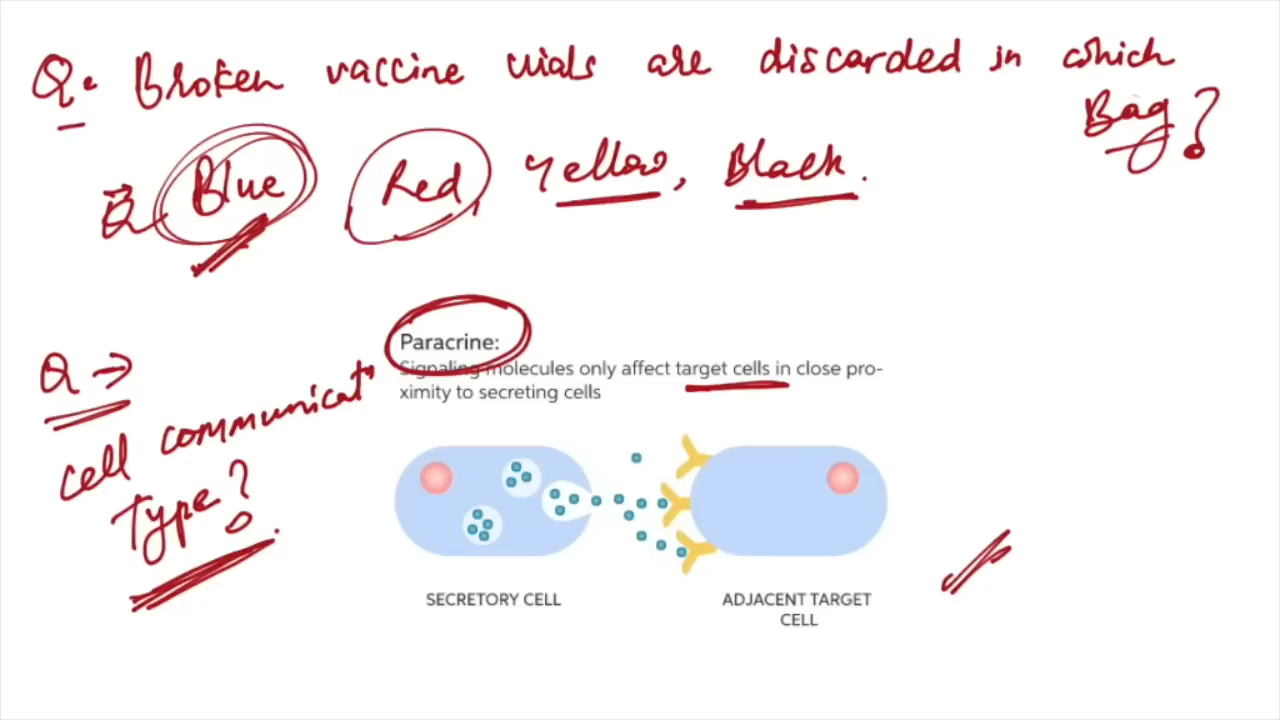 Q. Broken vaccine vials are discarded in which
Bag?
Blue Red Yellow, Black.
Q →
cell communicatn
Type?
Paracrine:
Signaling molecules only affect target cells in close pro-
ximity to secreting cells
SECRETORY CELL
ADJACENT TARGET
CELL